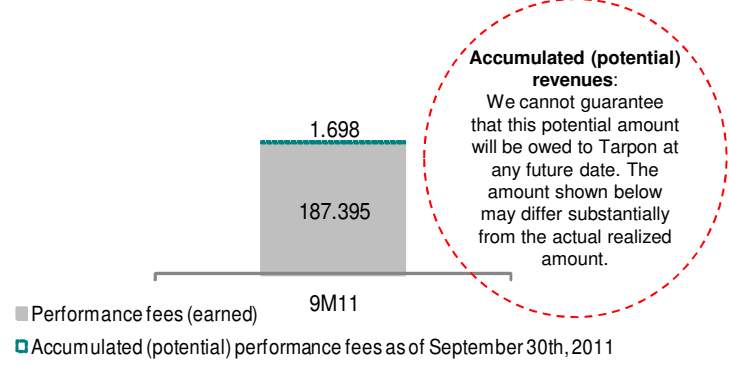 Accumulated (potential)
revenues:
We cannot guarantee
that this potential amount
will be owed to Tarpon at
any future date. The
amount shown below
may differ substantially
from the actual realized
amount.
1.698
187.395
9M11
Performance fees (earned)
Accumulated (potential) performance fees as of September 30th, 2011